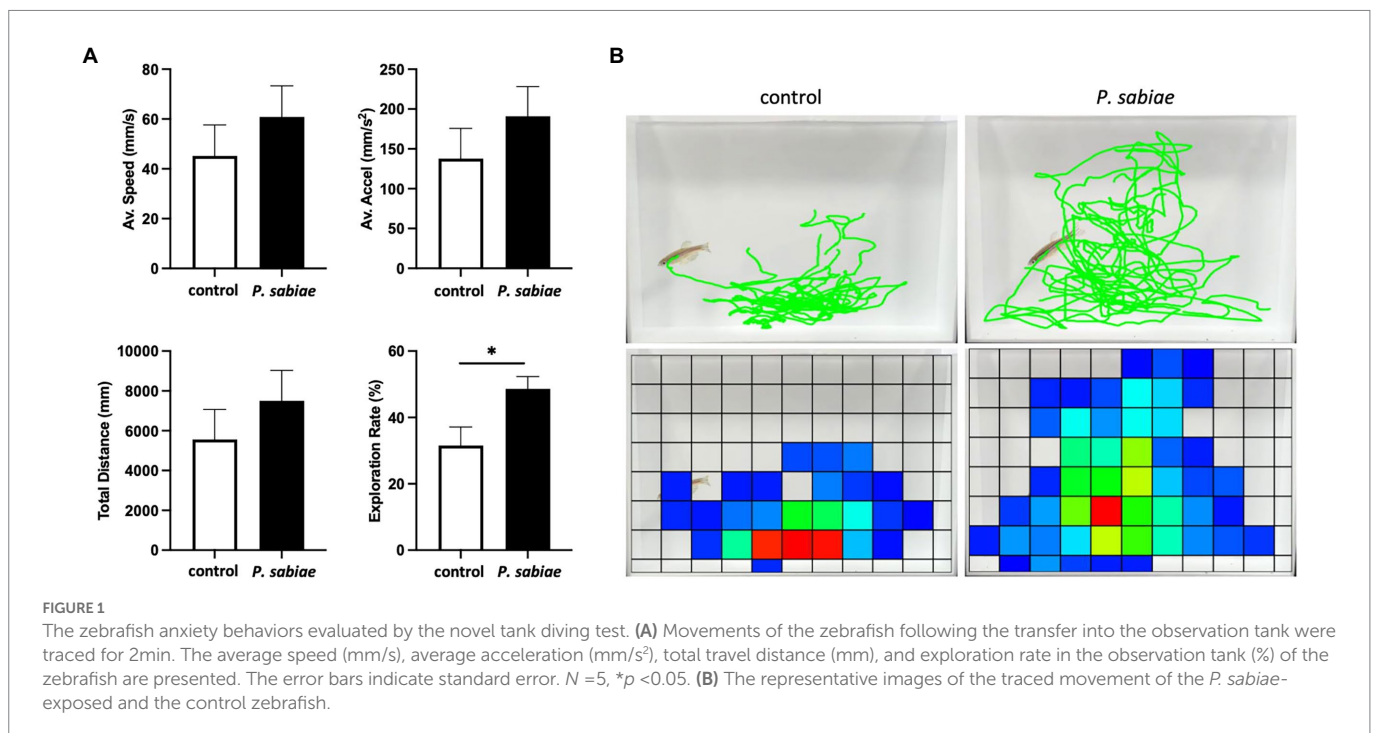 A
80
60
40
20
0
Av. Speed (mm/s)
control P. sabiae
250
200
150
100
50
0
Av. Accel (mm/s²)
control P. sabiae
10000
8000
6000
4000
2000
0
Total Distance (mm)
control P. sabiae
60
40
20
0
Exploration Rate (%)
*
control P. sabiae
B
control
P. sabiae
FIGURE 1
The zebrafish anxiety behaviors evaluated by the novel tank diving test. (A) Movements of the zebrafish following the transfer into the observation tank were
traced for 2min. The average speed (mm/s), average acceleration (mm/s²), total travel distance (mm), and exploration rate in the observation tank (%) of the
zebrafish are presented. The error bars indicate standard error. N =5, *p <0.05. (B) The representative images of the traced movement of the P. sabiae-
exposed and the control zebrafish.